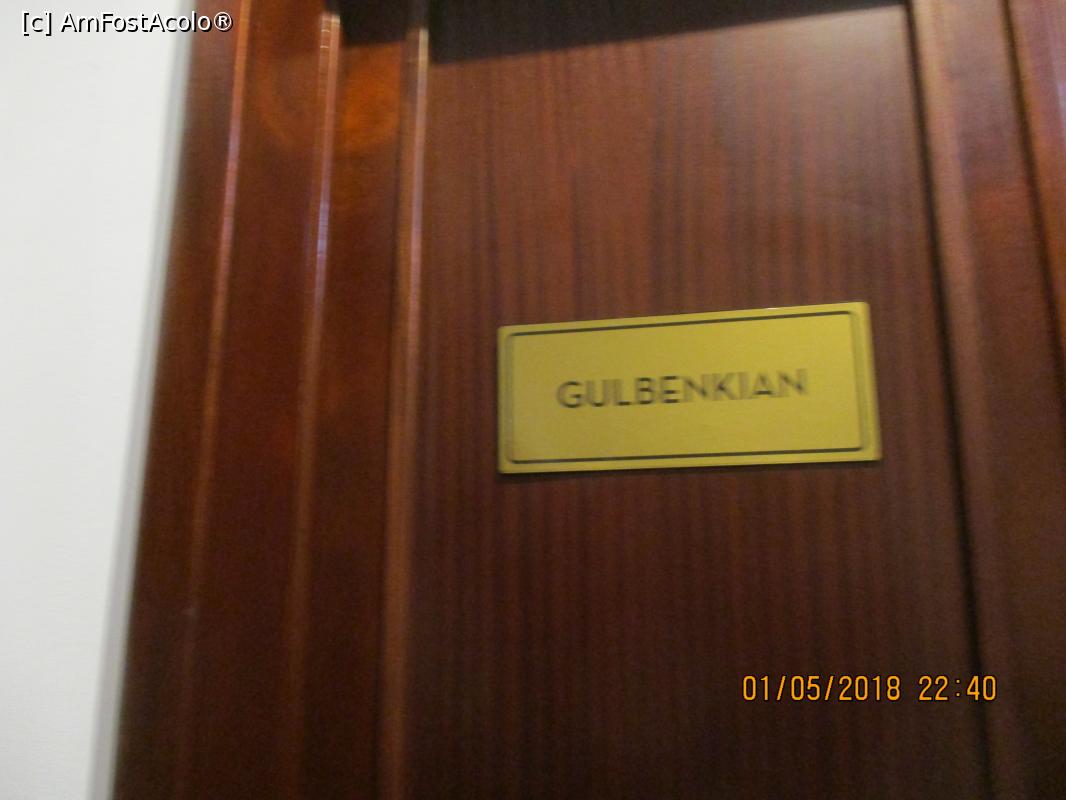 [c] AmFostAcolo®
GULBENKIAN
01/05/2018 22:40